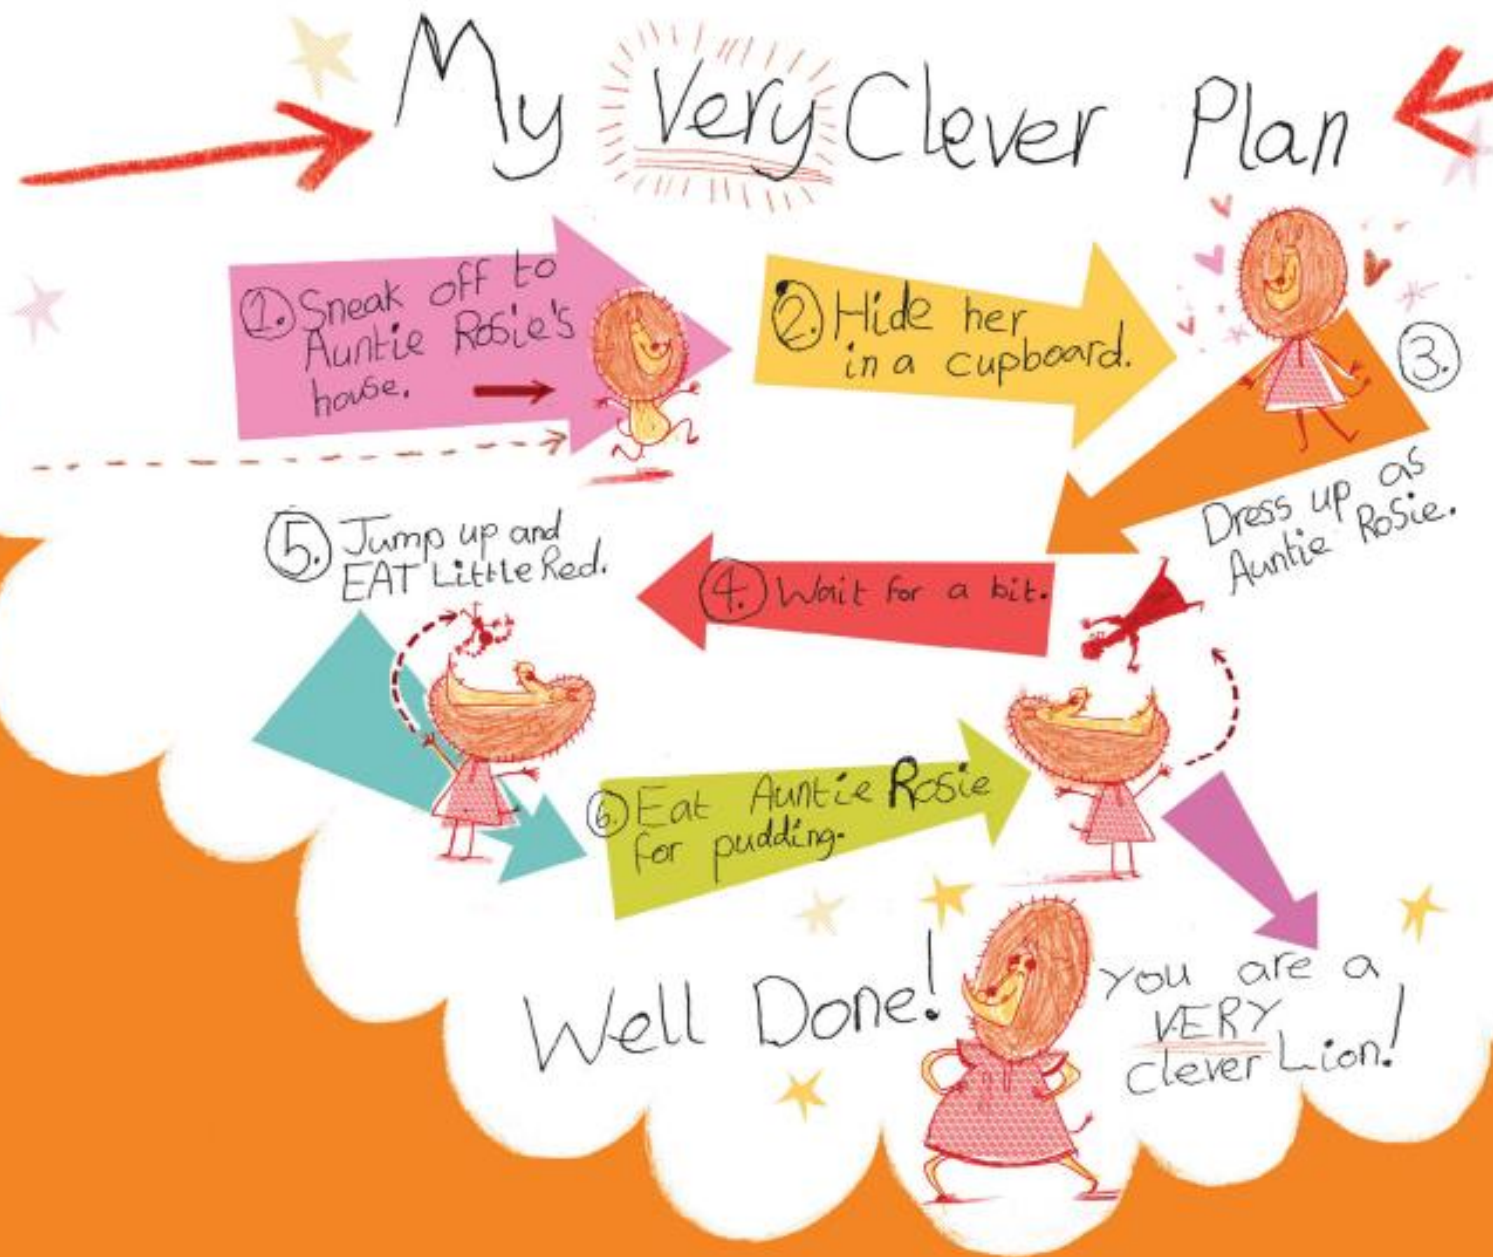 My Very Clever Plan
1. Sneak off to
Auntie Rosie's
house.
2. Hide her
in a cupboard.
3.
Dress up as
Auntie Rosie.
4. Wait for a bit.
5. Jump up and
EAT Little Red.
6. Eat Auntie Rosie
for pudding.
Well Done!
you are a
VERY
clever Lion!